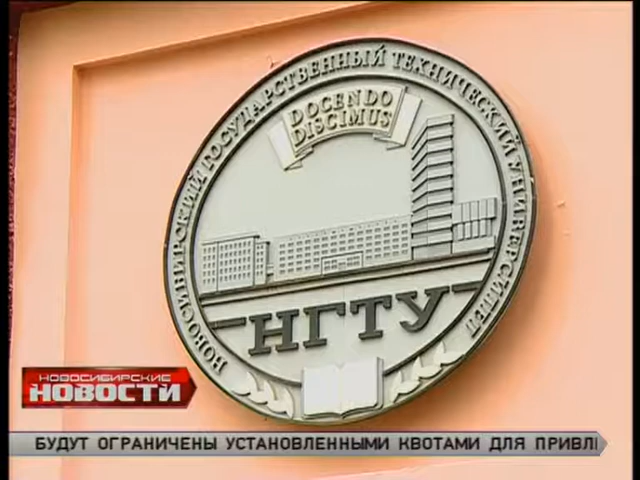 НОВОСИБИРСКИЙ ГОСУДАРСТВЕННЫЙ ТЕХНИЧЕСКИЙ УНИВЕРСИТЕТ
DOCENDO
DISCIMUS
НГТУ
НОВОСИБИРСКИЕ
НОВОСТИ
БУДУТ ОГРАНИЧЕНЫ УСТАНОВЛЕННЫМИ КВОТАМИ ДЛЯ ПРИВЛ